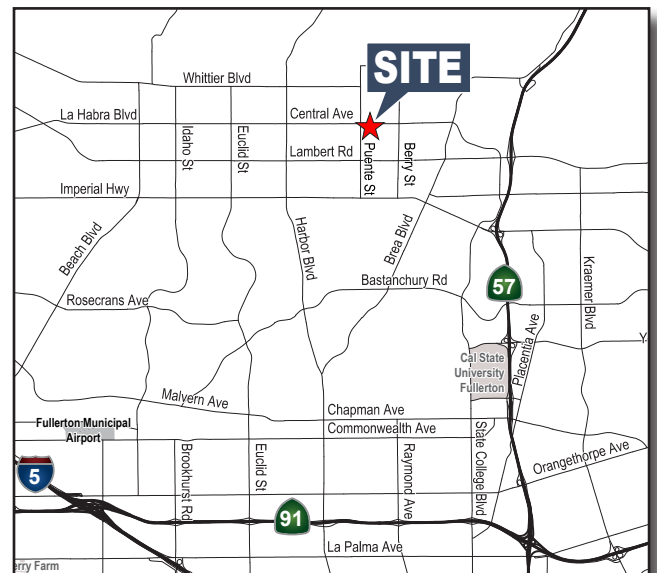 SITE
Whittier Blvd
La Habra Blvd
Central Ave
Idaho St
Euclid St
Lambert Rd
Puente St
Berry St
Imperial Hwy
Beach Blvd
Harbor Blvd
Brea Blvd
Bastanchury Rd
57
Kraemer Blvd
Rosecrans Ave
Placentia Ave
Y
Cal State
University
Fullerton
Malvern Ave
Chapman Ave
Fullerton Municipal
Airport
Commonwealth Ave
State College Blvd
Brookhurst Rd
Euclid St
Raymond Ave
Orangethorpe Ave
5
91
La Palma Ave
erry Farm